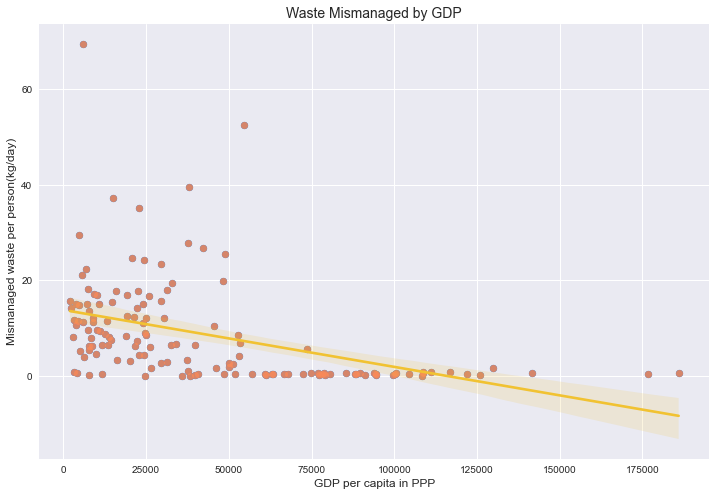 Waste Mismanaged by GDP
Mismanaged waste per person(kg/day)
60
40
20
0
0 25000 50000 75000 100000 125000 150000 175000
GDP per capita in PPP